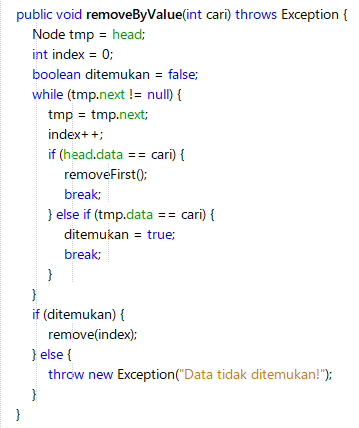 public void removeByValue(int cari) throws Exception {
Node tmp = head;
int index = 0;
boolean ditemukan = false;
while (tmp.next != null) {
tmp = tmp.next;
index++;
if (head.data == cari) {
removeFirst();
break;
} else if (tmp.data == cari) {
ditemukan = true;
break;
}
}
if (ditemukan) {
remove(index);
} else {
throw new Exception("Data tidak ditemukan!");
}
}